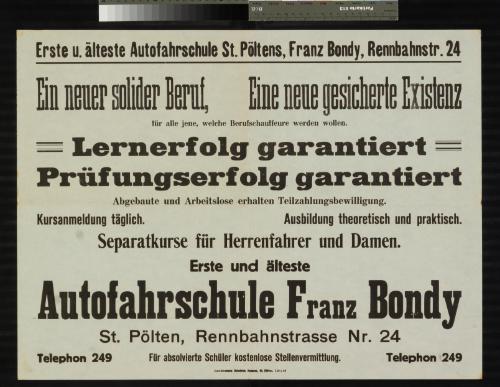 Erste u. älteste Autofahrschule St. Pöltens, Franz Bondy, Rennbahnstr. 24
Ein neuer solider Beruf, Eine neue gesicherte Existenz
für alle jene, welche Berufschauffeure werden wollen.
Lernerfolg garantiert
Prüfungserfolg garantiert
Abgebaute und Arbeitslose erhalten Teilzahlungsbewilligung.
Kursanmeldung täglich. Ausbildung theoretisch und praktisch.
Separatkurse für Herrenfahrer und Damen.
Erste und älteste
Autofahrschule Franz Bondy
St. Pölten, Rennbahnstrasse Nr. 24
Telephon 249 Für absolvierte Schüler kostenlose Stellenvermittlung. Telephon 249